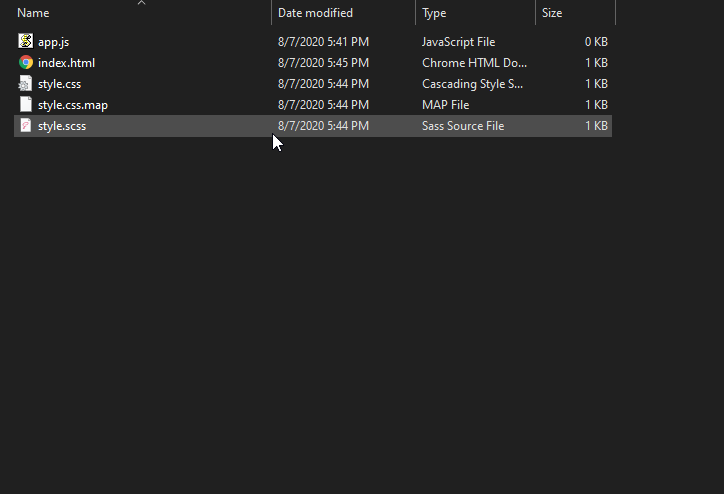 Name Date modified Type Size
app.js 8/7/2020 5:41 PM JavaScript File 0 KB
index.html 8/7/2020 5:45 PM Chrome HTML Do... 1 KB
style.css 8/7/2020 5:44 PM Cascading Style S... 1 KB
style.css.map 8/7/2020 5:44 PM MAP File 1 KB
style.scss 8/7/2020 5:44 PM Sass Source File 1 KB